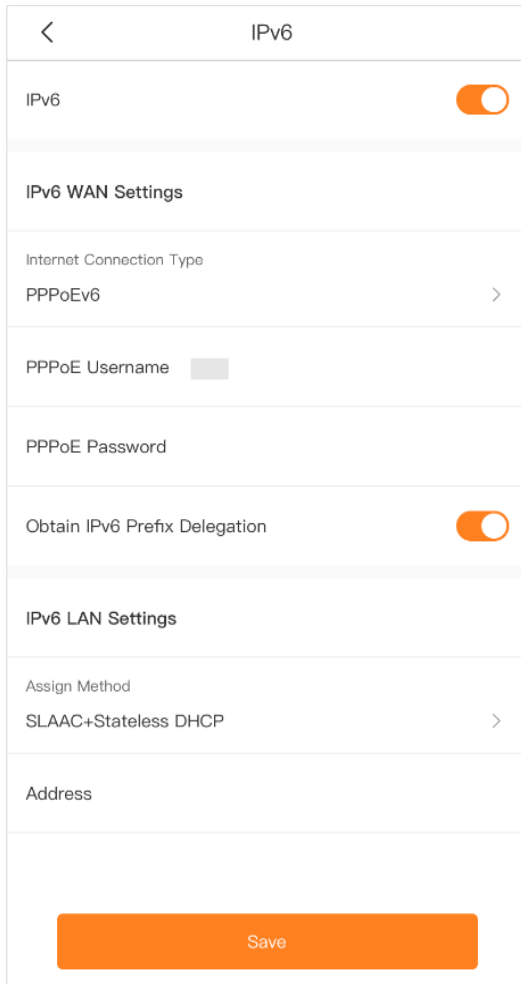 IPv6
IPv6
IPv6 WAN Settings
Internet Connection Type
PPPoEv6
PPPoE Username
PPPoE Password
Obtain IPv6 Prefix Delegation
IPv6 LAN Settings
Assign Method
SLAAC+Stateless DHCP
Address
Save